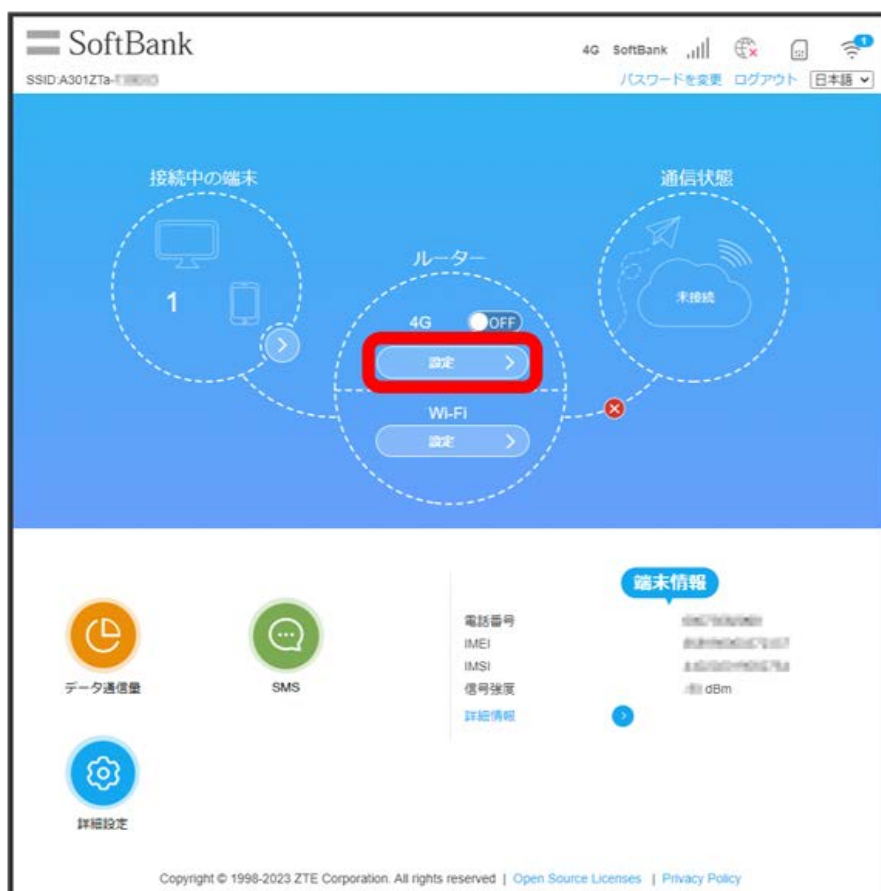 SoftBank
4G SoftBank
1
SSID:A301ZTa-
パスワードを変更 ログアウト 日本語
接続中の端末
通信状態
ルーター
1
未接続
4G OFF
設定
Wi-Fi
設定
端末情報
電話番号
IMEI
IMSI
信号強度 dBm
詳細情報
データ通信量
SMS
詳細設定
Copyright © 1998-2023 ZTE Corporation. All rights reserved | Open Source Licenses | Privacy Policy